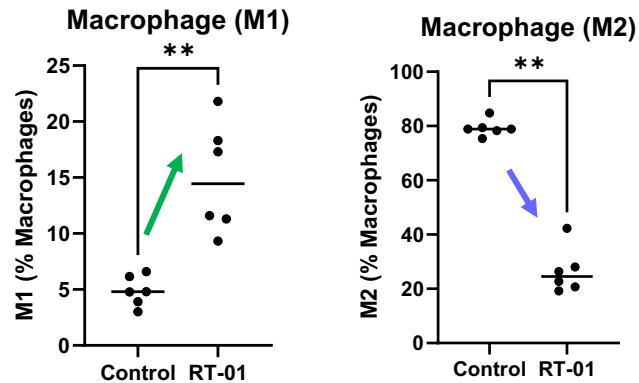 Macrophage (M1)
**
M1 (% Macrophages)
25
20
15
10
5
0
Control RT-01
Macrophage (M2)
**
M2 (% Macrophages)
100
80
60
40
20
0
Control RT-01